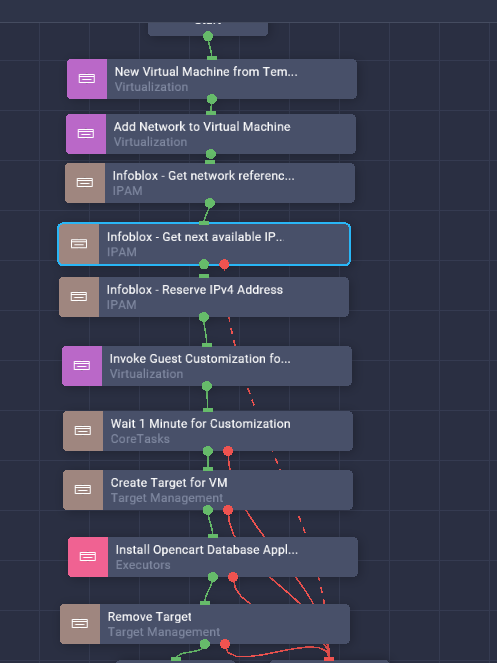 Start
New Virtual Machine from Tem...
Virtualization
Add Network to Virtual Machine
Virtualization
Infoblox - Get network referenc...
IPAM
Infoblox - Get next available IP...
IPAM
Infoblox - Reserve IPv4 Address
IPAM
Invoke Guest Customization fo...
Virtualization
Wait 1 Minute for Customization
CoreTasks
Create Target for VM
Target Management
Install Opencart Database Appl...
Executors
Remove Target
Target Management